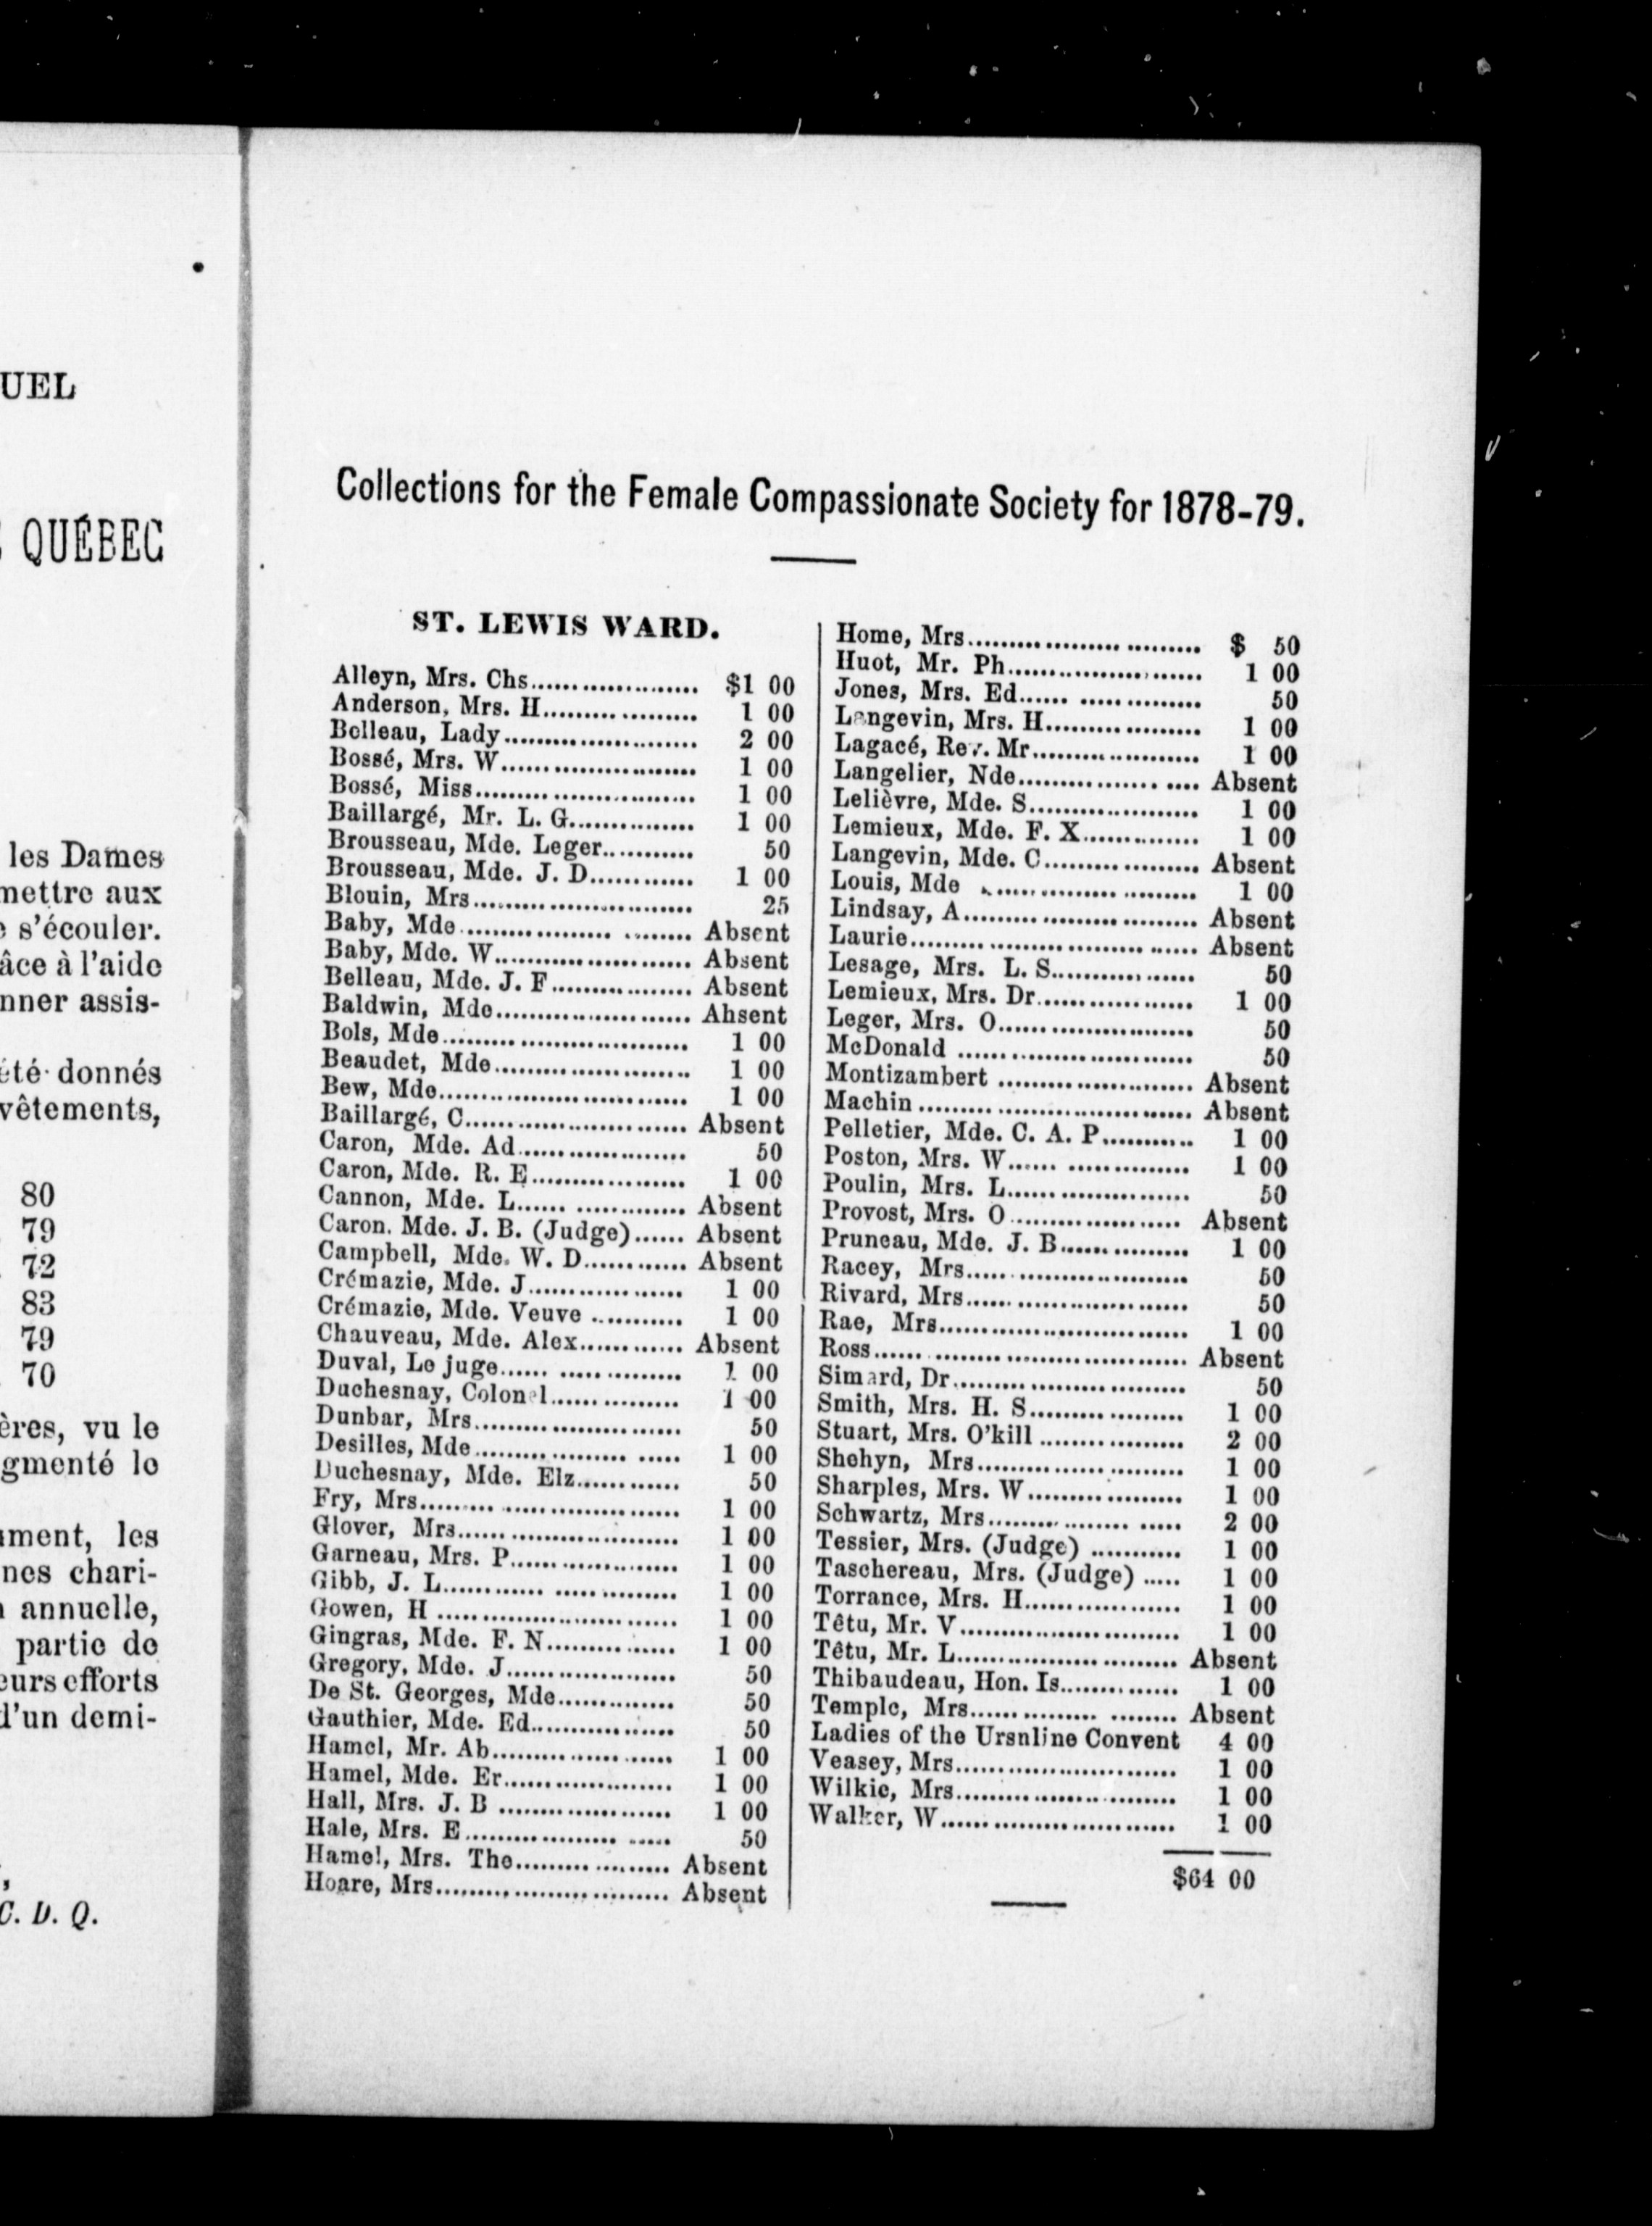 UEL
QUÉBEC
les Dames
mettre aux
s'écouler.
âce à l'aide
nner assis-
été donnés
vêtements,
80
79
72
83
79
70
ères, vu le
gmenté le
ment, les
nes chari-
annuelle,
partie de
eurs efforts
d'un demi-
C. D. Q.
Collections for the Female Compassionate Society for 1878-79.
ST. LEWIS WARD.
Alleyn, Mrs. Chs.................... $1 00
Anderson, Mrs. H.................. 1 00
Belleau, Lady....................... 2 00
Bossé, Mrs. W....................... 1 00
Bossé, Miss.......................... 1 00
Baillargé, Mr. L. G............... 1 00
Brousseau, Mde. Leger........... 50
Brousseau, Mde. J. D............ 1 00
Blouin, Mrs.......................... 25
Baby, Mde.......................... Absent
Baby, Mde. W....................... Absent
Belleau, Mde. J. F................. Absent
Baldwin, Mde....................... Ahsent
Bols, Mde............................. 1 00
Beaudet, Mde....................... 1 00
Bew, Mde............................. 1 00
Baillargé, C.......................... Absent
Caron, Mde. Ad.................... 50
Caron, Mde. R. E.................. 1 00
Cannon, Mde. L................... Absent
Caron. Mde. J. B. (Judge)...... Absent
Campbell, Mde. W. D............ Absent
Crémazie, Mde. J.................. 1 00
Crémazie, Mde. Veuve ........... 1 00
Chauveau, Mde. Alex............ Absent
Duval, Le juge..................... 1 00
Duchesnay, Colonel............... 1 00
Dunbar, Mrs......................... 50
Desilles, Mde....................... 1 00
Duchesnay, Mde. Elz............ 50
Fry, Mrs.............................. 1 00
Glover, Mrs.......................... 1 00
Garneau, Mrs. P.................... 1 00
Gibb, J. L............................ 1 00
Gowen, H ............................ 1 00
Gingras, Mde. F. N............... 1 00
Gregory, Mde. J.................... 50
De St. Georges, Mde.............. 50
Gauthier, Mde. Ed................. 50
Hamel, Mr. Ab..................... 1 00
Hamel, Mde. Er.................... 1 00
Hall, Mrs. J. B .................... 1 00
Hale, Mrs. E....................... 50
Hamel, Mrs. The.................. Absent
Hoare, Mrs........................... Absent
Home, Mrs........................... $ 50
Huot, Mr. Ph....................... 1 00
Jones, Mrs. Ed..................... 50
Langevin, Mrs. H.................. 1 00
Lagacé, Rev. Mr................... 1 00
Langelier, Nde..................... Absent
Lelièvre, Mde. S................... 1 00
Lemieux, Mde. F. X.............. 1 00
Langevin, Mde. C.................. Absent
Louis, Mde ......................... 1 00
Lindsay, A........................... Absent
Laurie................................. Absent
Lesage, Mrs. L. S................. 50
Lemieux, Mrs. Dr.................. 1 00
Leger, Mrs. O....................... 50
McDonald ........................... 50
Montizambert ...................... Absent
Machin ............................... Absent
Pelletier, Mde. C. A. P........... 1 00
Poston, Mrs. W..................... 1 00
Poulin, Mrs. L...................... 50
Provost, Mrs. O.................... Absent
Pruneau, Mde. J. B............... 1 00
Racey, Mrs.......................... 50
Rivard, Mrs.......................... 50
Rae, Mrs............................. 1 00
Ross................................... Absent
Simard, Dr........................... 50
Smith, Mrs. H. S.................. 1 00
Stuart, Mrs. O'kill ................. 2 00
Shehyn, Mrs........................ 1 00
Sharples, Mrs. W.................. 1 00
Schwartz, Mrs...................... 2 00
Tessier, Mrs. (Judge) ........... 1 00
Taschereau, Mrs. (Judge) ..... 1 00
Torrance, Mrs. H.................. 1 00
Têtu, Mr. V.......................... 1 00
Têtu, Mr. L.......................... Absent
Thibaudeau, Hon. Is.............. 1 00
Temple, Mrs........................ Absent
Ladies of the Ursnline Convent 4 00
Veasey, Mrs.......................... 1 00
Wilkie, Mrs.......................... 1 00
Walker, W........................... 1 00
$64 00